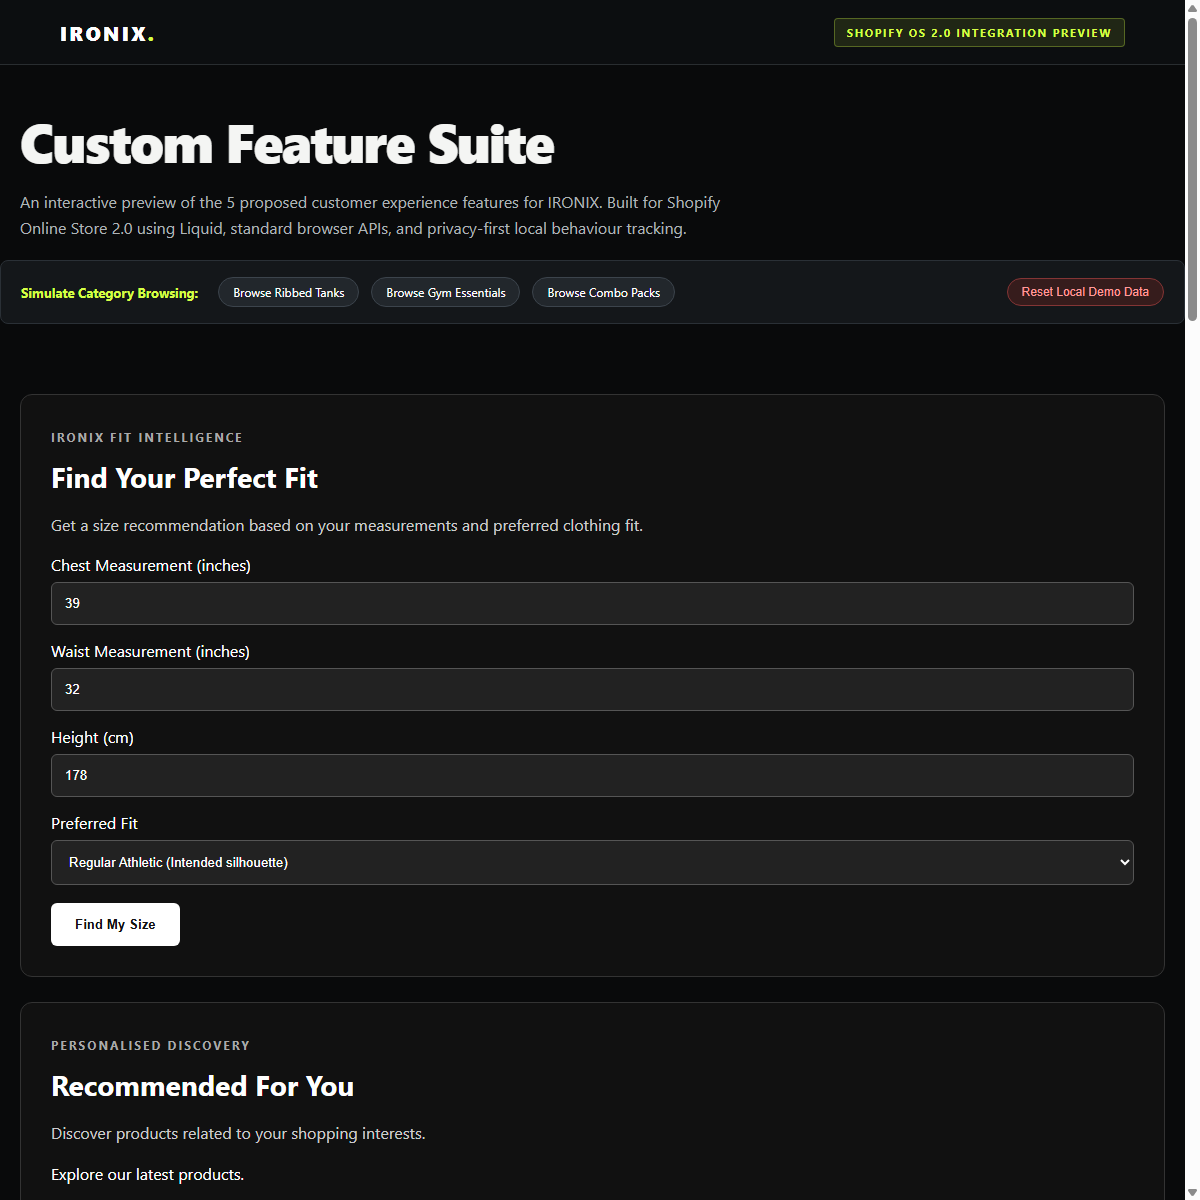 IRONIX.
SHOPIFY OS 2.0 INTEGRATION PREVIEW
Custom Feature Suite
An interactive preview of the 5 proposed customer experience features for IRONIX. Built for Shopify
Online Store 2.0 using Liquid, standard browser APIs, and privacy-first local behaviour tracking.
Simulate Category Browsing:
Browse Ribbed Tanks
Browse Gym Essentials
Browse Combo Packs
Reset Local Demo Data
IRONIX FIT INTELLIGENCE
Find Your Perfect Fit
Get a size recommendation based on your measurements and preferred clothing fit.
Chest Measurement (inches)
39
Waist Measurement (inches)
32
Height (cm)
178
Preferred Fit
Regular Athletic (Intended silhouette)
Find My Size
PERSONALISED DISCOVERY
Recommended For You
Discover products related to your shopping interests.
Explore our latest products.